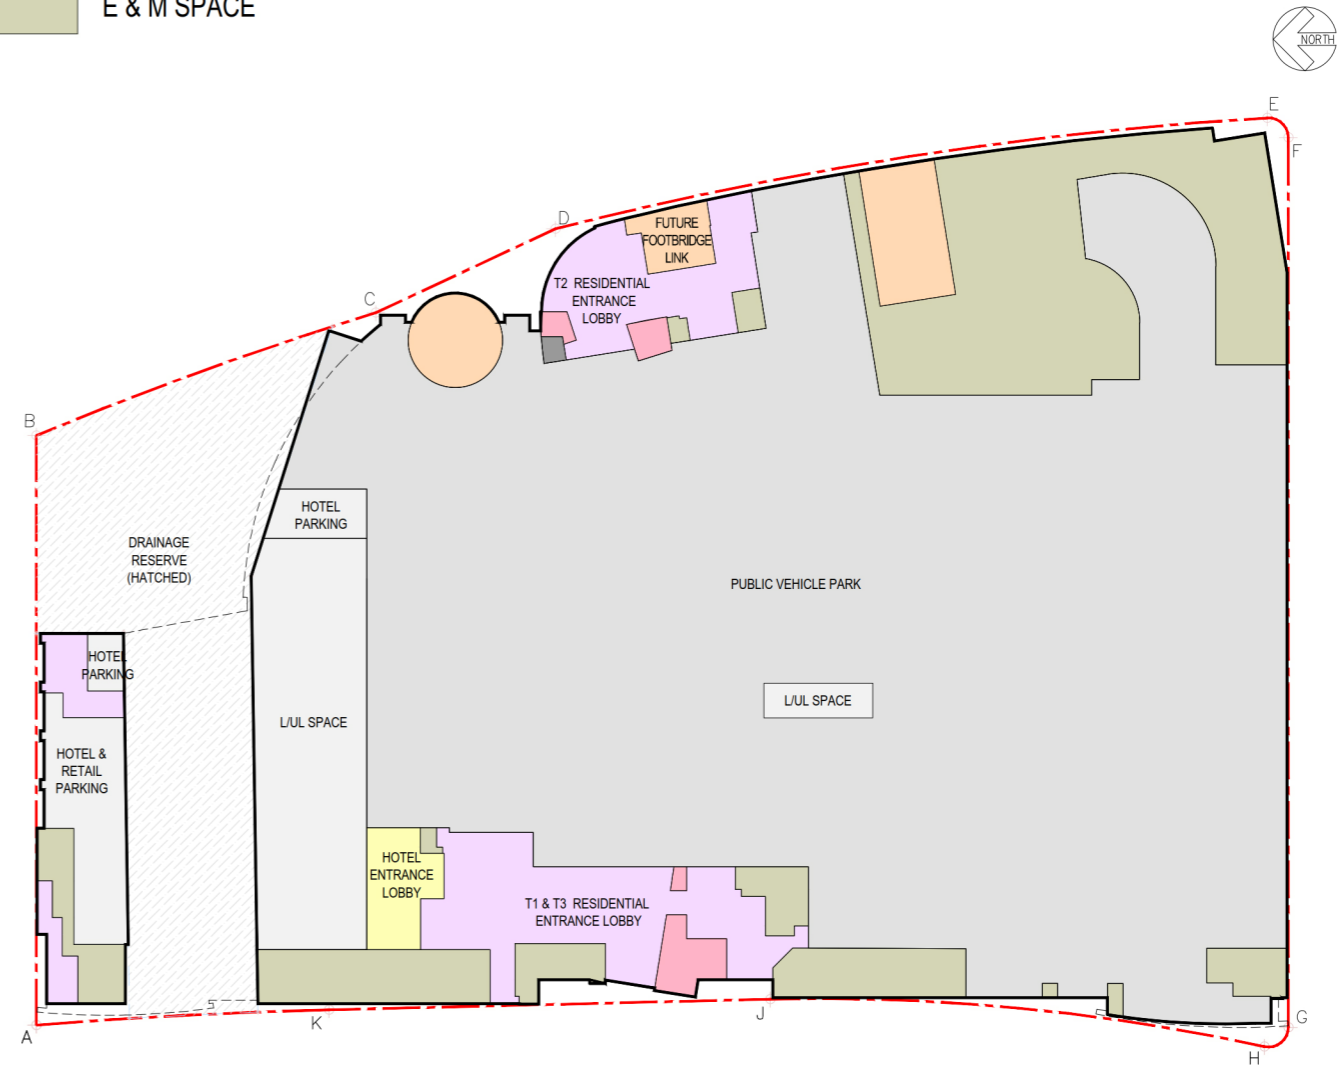 E & M SPACE
NORTH
E
F
D
FUTURE
FOOTBRIDGE
LINK
T2 RESIDENTIAL
ENTRANCE
LOBBY
C
B
HOTEL
PARKING
DRAINAGE
RESERVE
(HATCHED)
PUBLIC VEHICLE PARK
HOTEL
PARKING
L/UL SPACE
L/UL SPACE
HOTEL &
RETAIL
PARKING
HOTEL
ENTRANCE
LOBBY
T1 & T3 RESIDENTIAL
ENTRANCE LOBBY
A
K
J
G
H